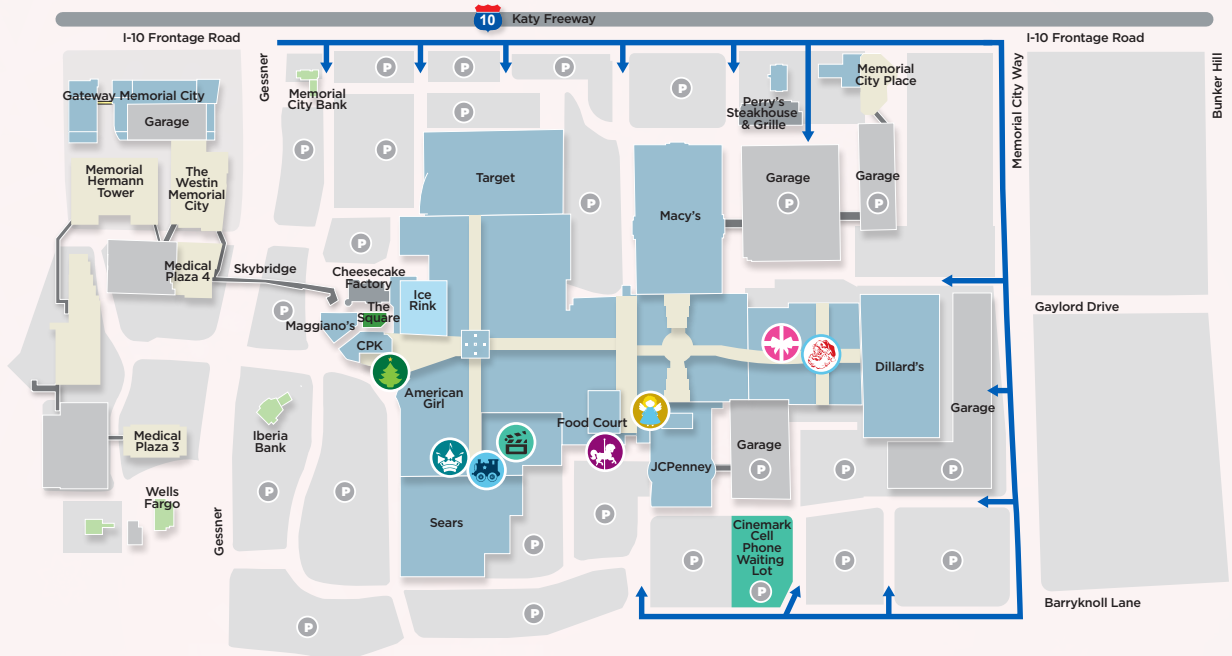 10
Katy Freeway
I-10 Frontage Road
I-10 Frontage Road
Gessner
Memorial
City Bank
P
P
P
P
P
Perry's
Steakhouse
& Grille
Memorial
City Place
Memorial City Way
Bunker Hill
Gateway Memorial City
Garage
P
P
Memorial
Hermann
Tower
The
Westin
Memorial
City
Target
P
Macy's
Garage
P
Garage
P
P
Medical
Plaza 4
Skybridge
Cheesecake
Factory
The
Square
Ice
Rink
P
Maggiano's
CPK
Gaylord Drive
American
Girl
Dillard's
Garage
Food Court
Iberia
Bank
Medical
Plaza 3
JCPenney
Garage
P
P
P
Wells
Fargo
P
P
Gessner
Sears
P
P
Cinemark
Cell
Phone
Waiting
Lot
P
P
P
P
P
P
Barryknoll Lane